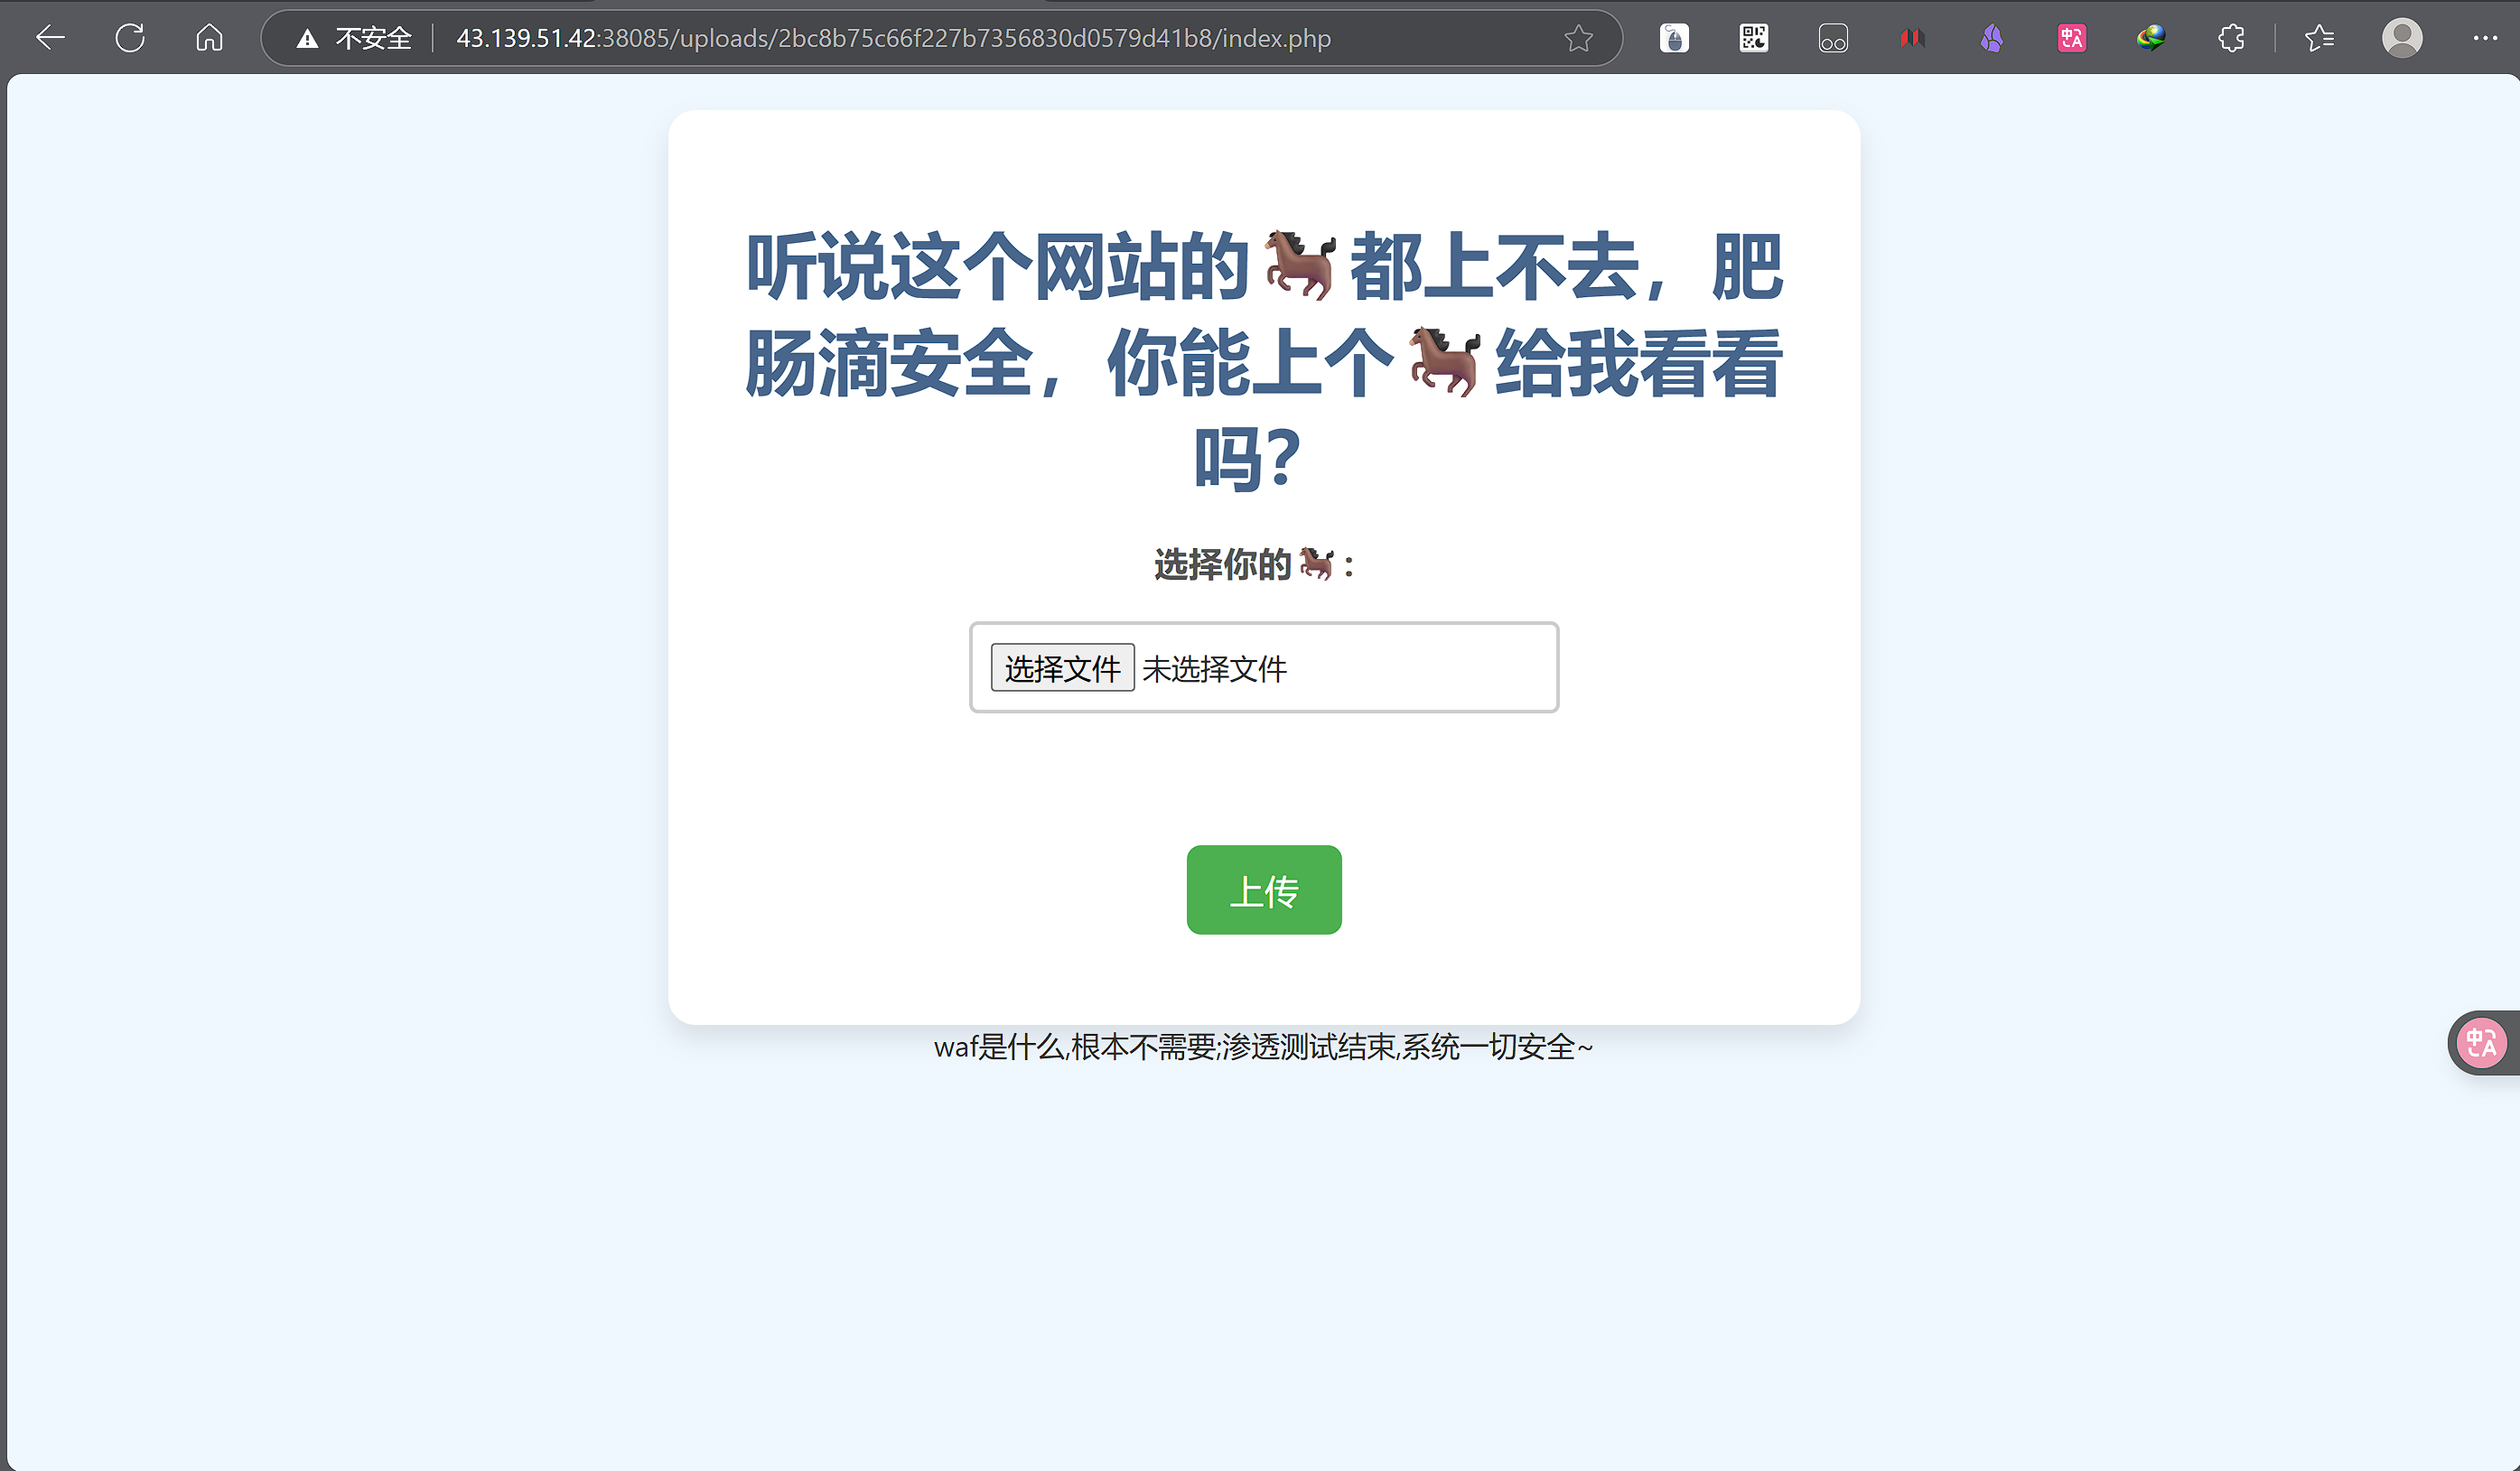 不安全 43.139.51.42:38085/uploads/2bc8b75c66f227b7356830d0579d41b8/index.php
听说这个网站的🐎都上不去，肥
肠滴安全，你能上个🐎给我看看
吗？
选择你的🐎：
选择文件 未选择文件
上传
waf是什么,根本不需要;渗透测试结束,系统一切安全~
中A